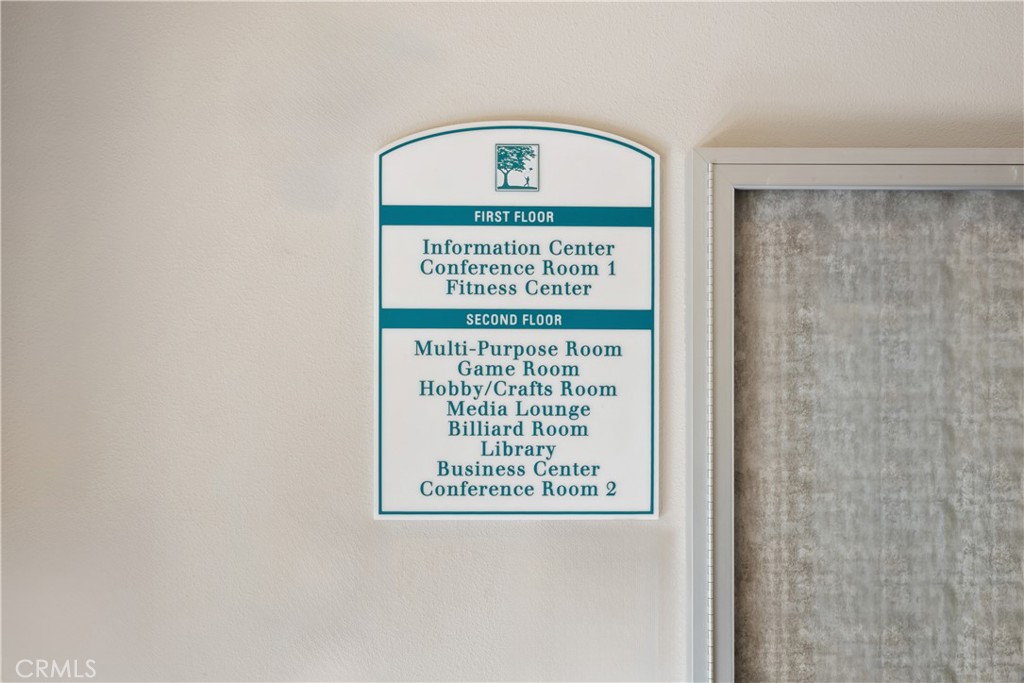 FIRST FLOOR
Information Center
Conference Room 1
Fitness Center
SECOND FLOOR
Multi-Purpose Room
Game Room
Hobby/Crafts Room
Media Lounge
Billiard Room
Library
Business Center
Conference Room 2
CRMLS